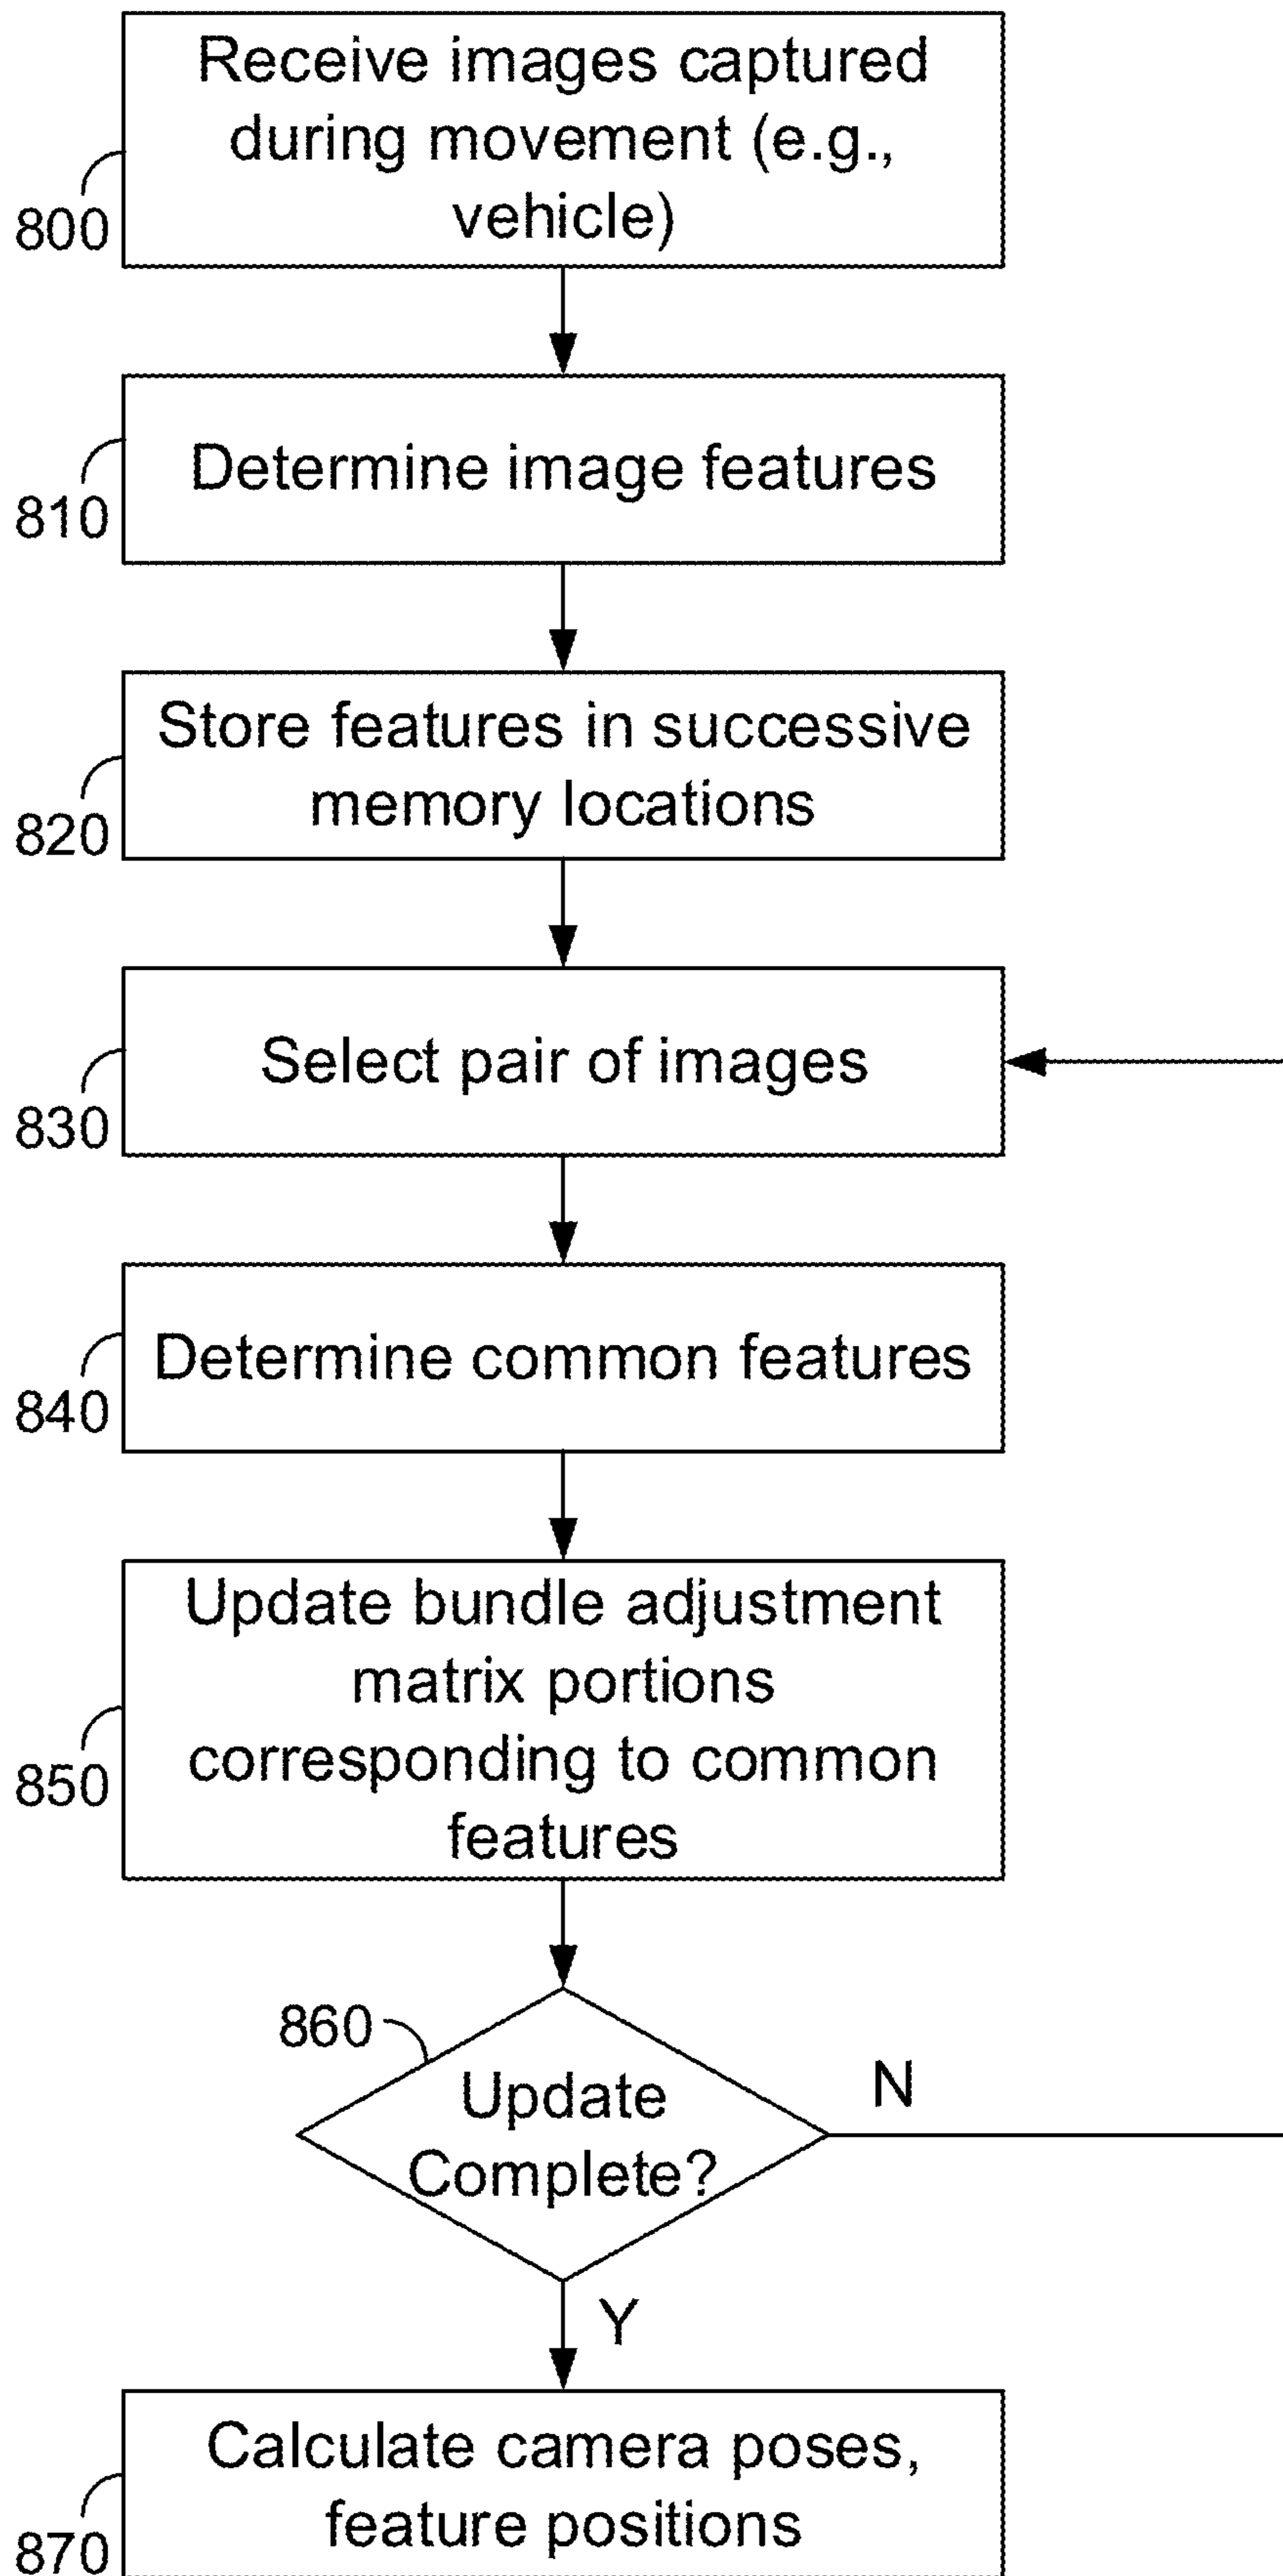 Receive images captured
during movement (e.g.,
vehicle)
800
Determine image features
810
Store features in successive
memory locations
820
Select pair of images
830
Determine common features
840
Update bundle adjustment
matrix portions
corresponding to common
features
850
860
Update
Complete?
N
Y
Calculate camera poses,
feature positions
870